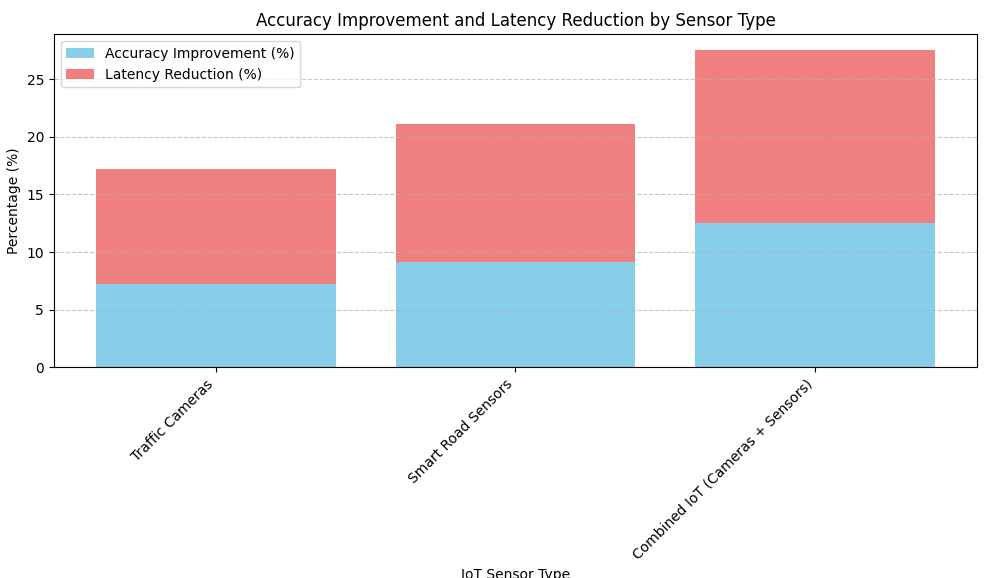 Accuracy Improvement and Latency Reduction by Sensor Type
Accuracy Improvement (%)
Latency Reduction (%)
Percentage (%)
25
20
15
10
5
0
Traffic Cameras
Smart Road Sensors
Combined IoT (Cameras + Sensors)
IoT Sensor Type